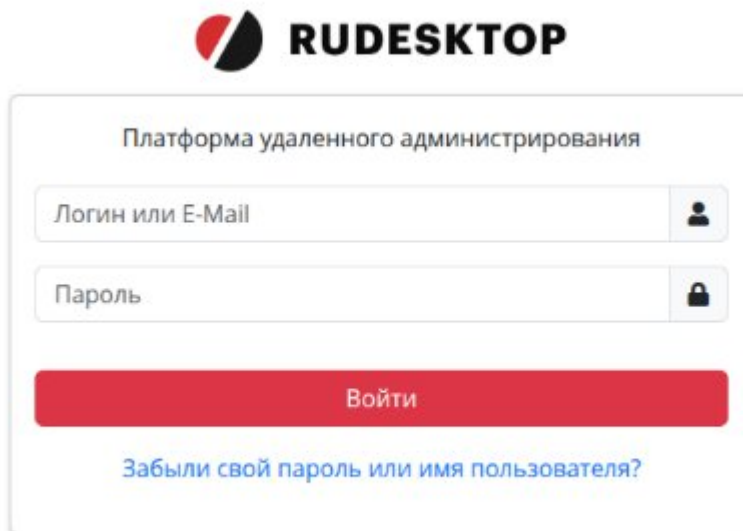 RUDESKTOP
Платформа удаленного администрирования
Логин или E-Mail
Пароль
Войти
Забыли свой пароль или имя пользователя?